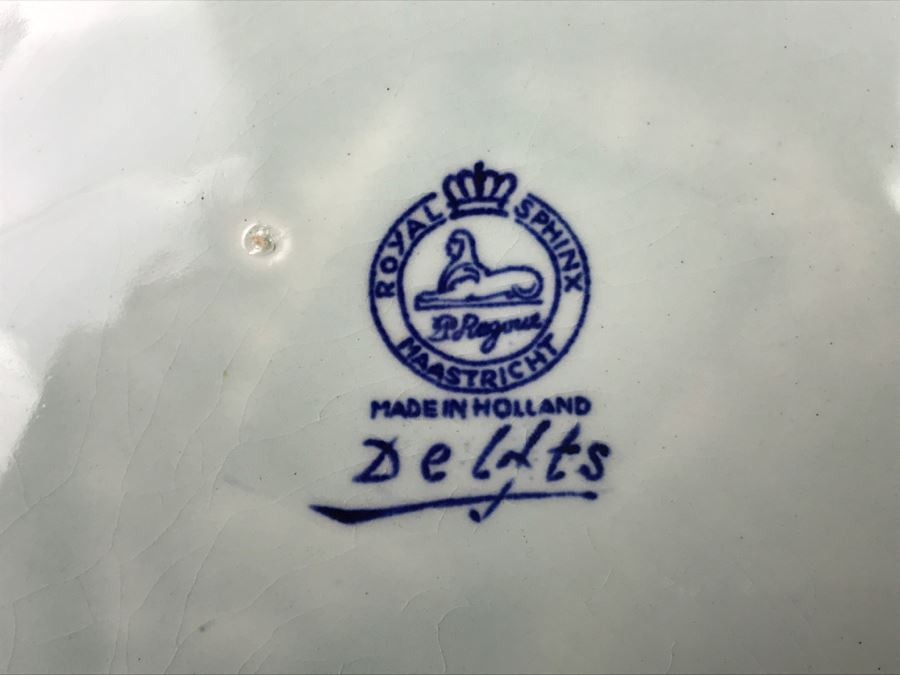 ROYAL SPHINX
P. Regout
MAASTRICHT
MADE IN HOLLAND
Delfts